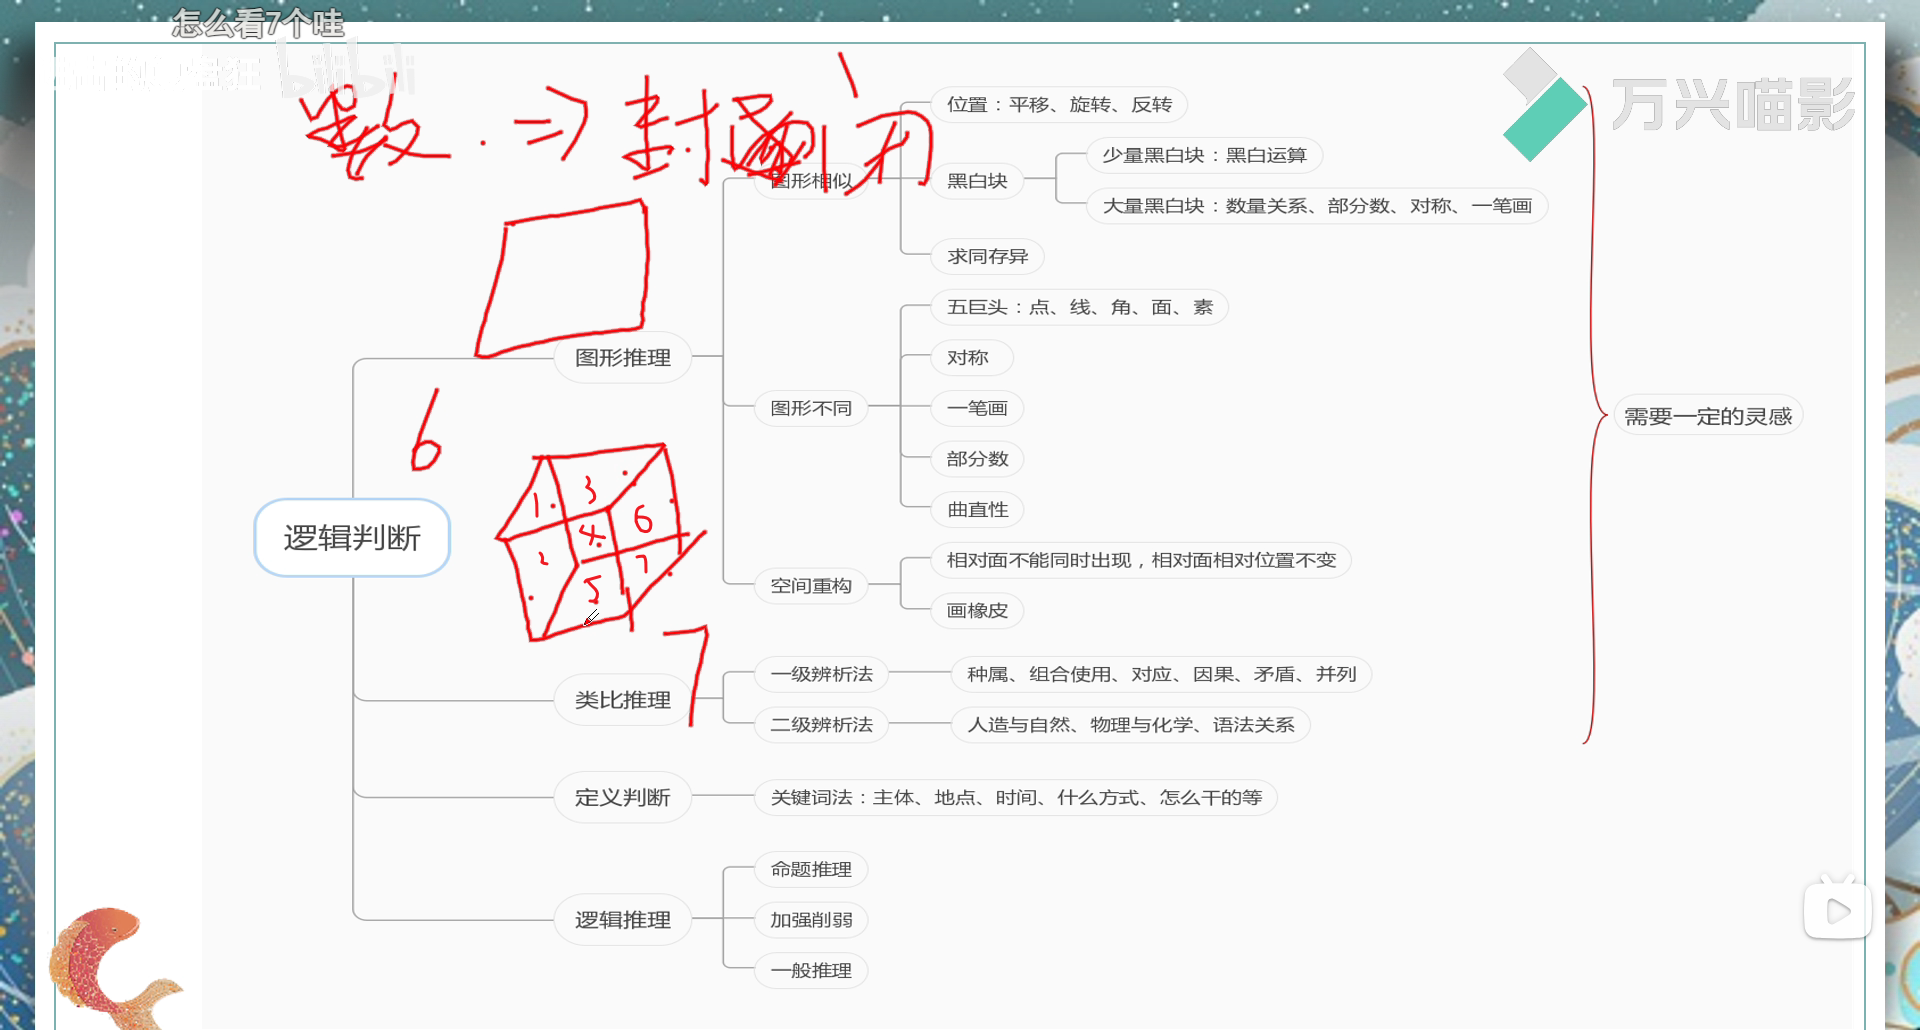 怎么看7个哇
bilibili
万兴喵影
数 . => 封闭
位置：平移、旋转、反转
少量黑白块：黑白运算
图形相似
黑白块
大量黑白块：数量关系、部分数、对称、一笔画
求同存异
五巨头：点、线、角、面、素
图形推理
对称
图形不同
一笔画
需要一定的灵感
6
部分数
1
3
曲直性
逻辑判断
4
6
2
相对面不能同时出现，相对面相对位置不变
7
空间重构
5
画橡皮
7
一级辨析法
种属、组合使用、对应、因果、矛盾、并列
类比推理
二级辨析法
人造与自然、物理与化学、语法关系
定义判断
关键词法：主体、地点、时间、什么方式、怎么干的等
命题推理
逻辑推理
加强削弱
一般推理